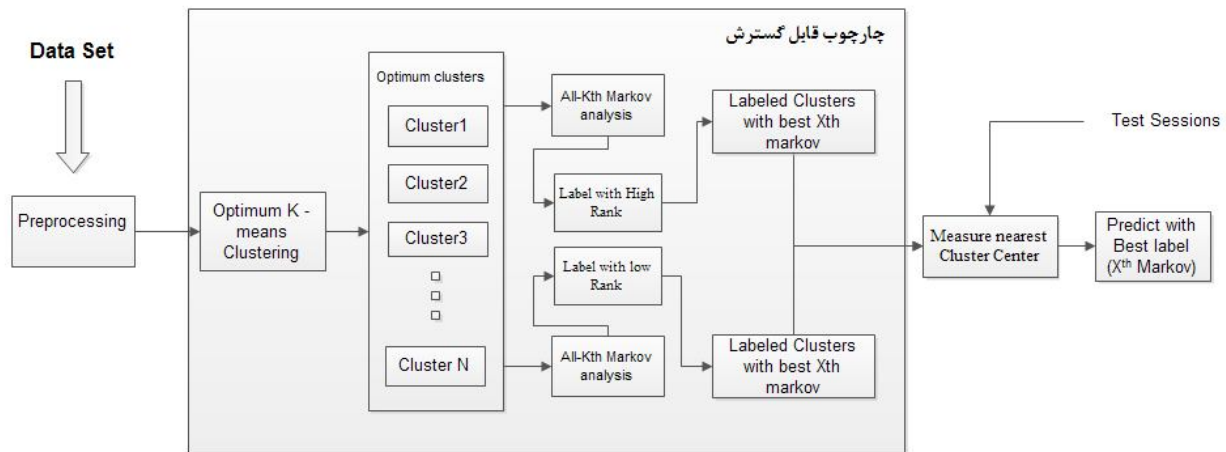 چارچوب قابل گسترش
Data Set
Preprocessing
Optimum K -
means
Clustering
Optimum clusters
Cluster1
Cluster2
Cluster3
Cluster N
All-Kth Markov
analysis
Label with High
Rank
Label with low
Rank
All-Kth Markov
analysis
Labeled Clusters
with best Xth
markov
Labeled Clusters
with best Xth
markov
Test Sessions
Measure nearest
Cluster Center
Predict with
Best label
(Xth Markov)